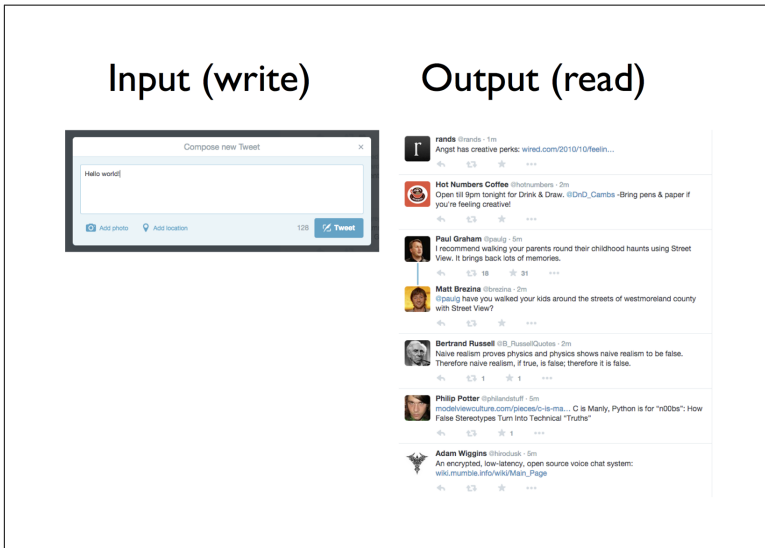 Input (write)
Output (read)
Compose new Tweet ×
Hello world!
Add photo Add location 128 Tweet
r
rands @rands · 1m
Angst has creative perks: wired.com/2010/10/feelin…
Hot Numbers Coffee @hotnumbers · 2m
Open till 9pm tonight for Drink & Draw. @DnD_Cambs -Bring pens & paper if
you're feeling creative!
Paul Graham @paulg · 5m
I recommend walking your parents round their childhood haunts using Street
View. It brings back lots of memories.
18 31
Matt Brezina @brezina · 2m
@paulg have you walked your kids around the streets of westmoreland county
with Street View?
Bertrand Russell @B_RussellQuotes · 2m
Naive realism proves physics and physics shows naive realism to be false.
Therefore naive realism, if true, is false; therefore it is false.
1 1
Philip Potter @philandstuff · 5m
modelviewculture.com/pieces/c-is-ma… C is Manly, Python is for "n00bs": How
False Stereotypes Turn Into Technical "Truths"
1
Adam Wiggins @hirodusk · 5m
An encrypted, low-latency, open source voice chat system:
wiki.mumble.info/wiki/Main_Page